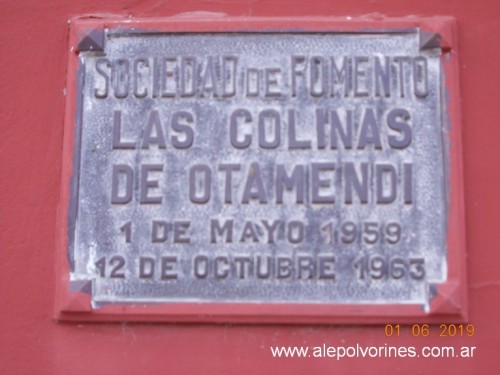 SOCIEDAD DE FOMENTO
LAS COLINAS
DE OTAMENDI
1 DE MAYO 1959
12 DE OCTUBRE 1963
01 06 2019
www.alepolvorines.com.ar